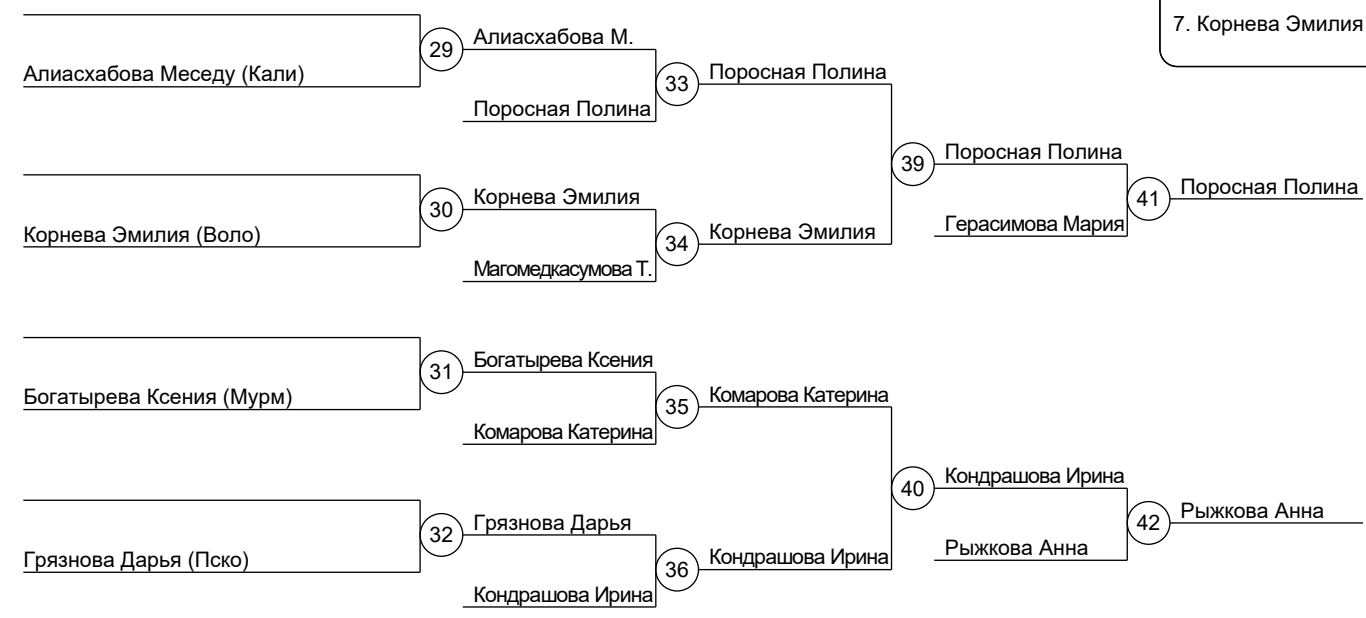 7. Корнева Эмилия
29
Алиасхабова М.
Алиасхабова Меседу (Кали)
33
Поросная Полина
Поросная Полина
39
Поросная Полина
30
Корнева Эмилия
41
Поросная Полина
Корнева Эмилия (Воло)
34
Корнева Эмилия
Герасимова Мария
Магомедкасумова Т.
31
Богатырева Ксения
Богатырева Ксения (Мурм)
35
Комарова Катерина
Комарова Катерина
40
Кондрашова Ирина
32
Грязнова Дарья
42
Рыжкова Анна
Грязнова Дарья (Пско)
36
Кондрашова Ирина
Рыжкова Анна
Кондрашова Ирина